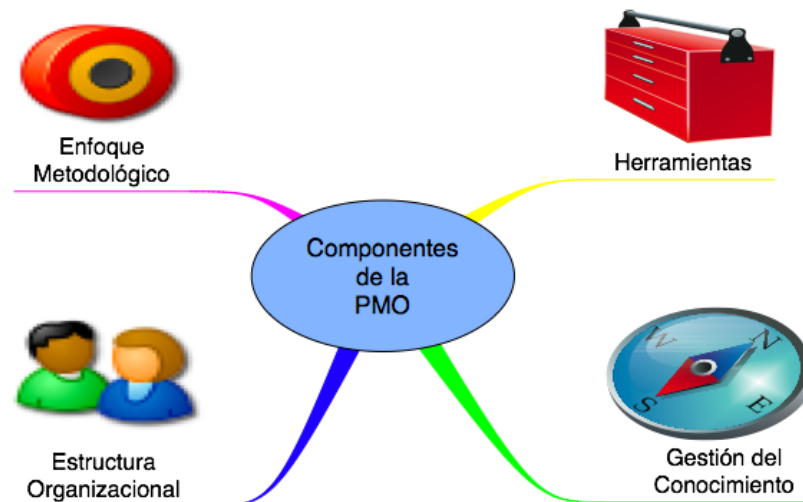 Enfoque
Metodológico
Herramientas
Componentes
de la
PMO
Estructura
Organizacional
Gestión del
Conocimiento
W
N
S
E